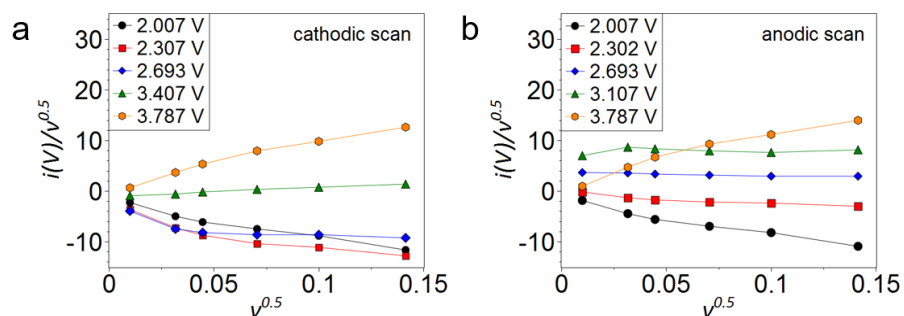 a
cathodic scan
2.007 V
2.307 V
2.693 V
3.407 V
3.787 V
30
20
10
0
-10
i(V)/v^0.5
0
0.05
0.1
0.15
v^0.5
b
anodic scan
2.007 V
2.302 V
2.693 V
3.107 V
3.787 V
30
20
10
0
-10
i(V)/v^0.5
0
0.05
0.1
0.15
v^0.5